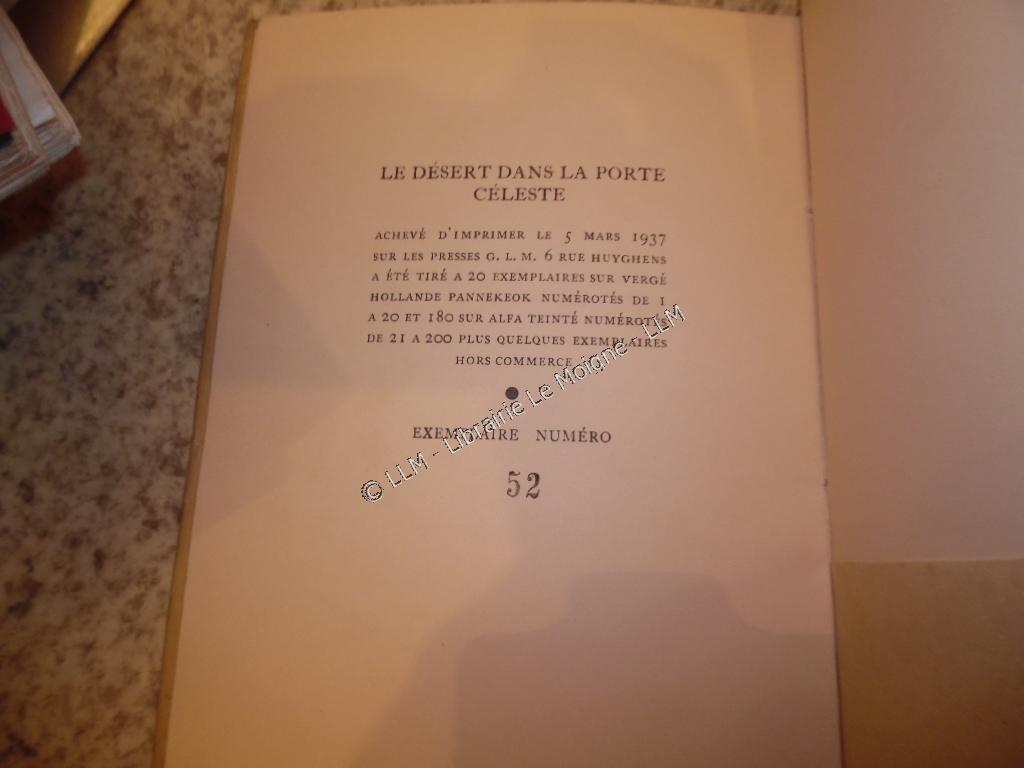 LE DÉSERT DANS LA PORTE
CÉLESTE
ACHEVÉ D'IMPRIMER LE 5 MARS 1937
SUR LES PRESSES G. L. M. 6 RUE HUYGHENS
A ÉTÉ TIRÉ A 20 EXEMPLAIRES SUR VERGÉ
HOLLANDE PANNEKOEK NUMÉROTÉS DE 1
A 20 ET 180 SUR ALFA TEINTÉ NUMÉROTÉS
DE 21 A 200 PLUS QUELQUES EXEMPLAIRES
HORS COMMERCE
EXEMPLAIRE NUMÉRO
52
© LLM - Librairie Le Moigne - LLM